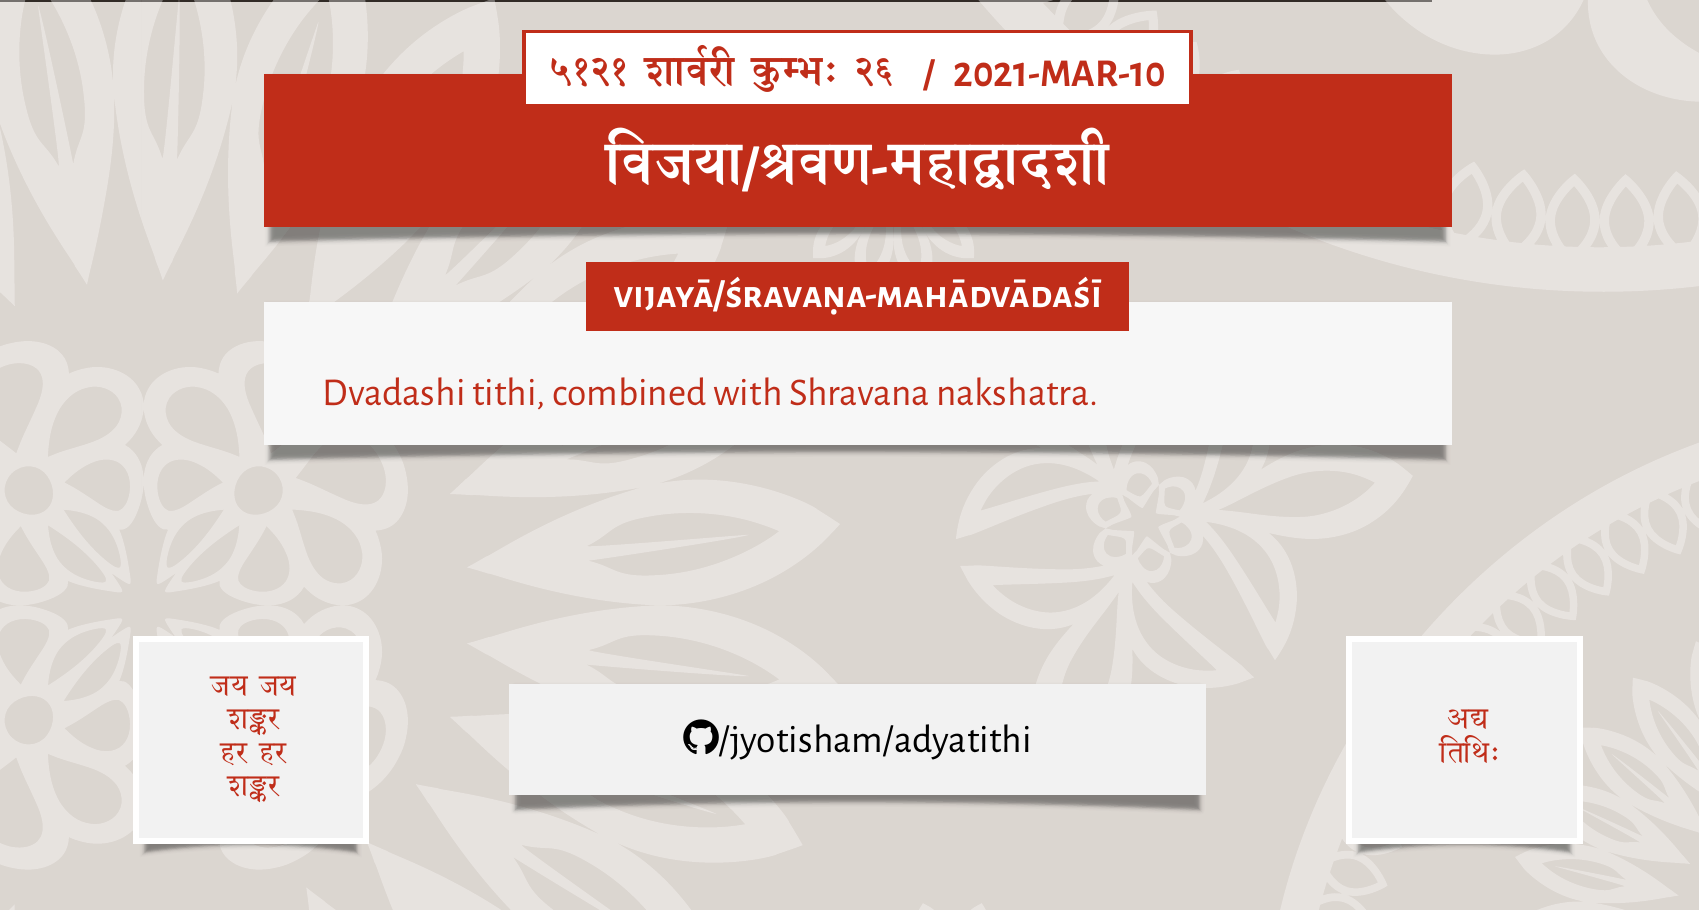 ५१२१ शार्वरी कुम्भः २६ / 2021-MAR-10
विजया/श्रवण-महाद्वादशी
VIJAYĀ/ŚRAVAṆA-MAHĀDVĀDAŚĪ
Dvadashi tithi, combined with Shravana nakshatra.
जय जय
शङ्कर
हर हर
शङ्कर
/jyotisham/adyatithi
अद्य
तिथिः